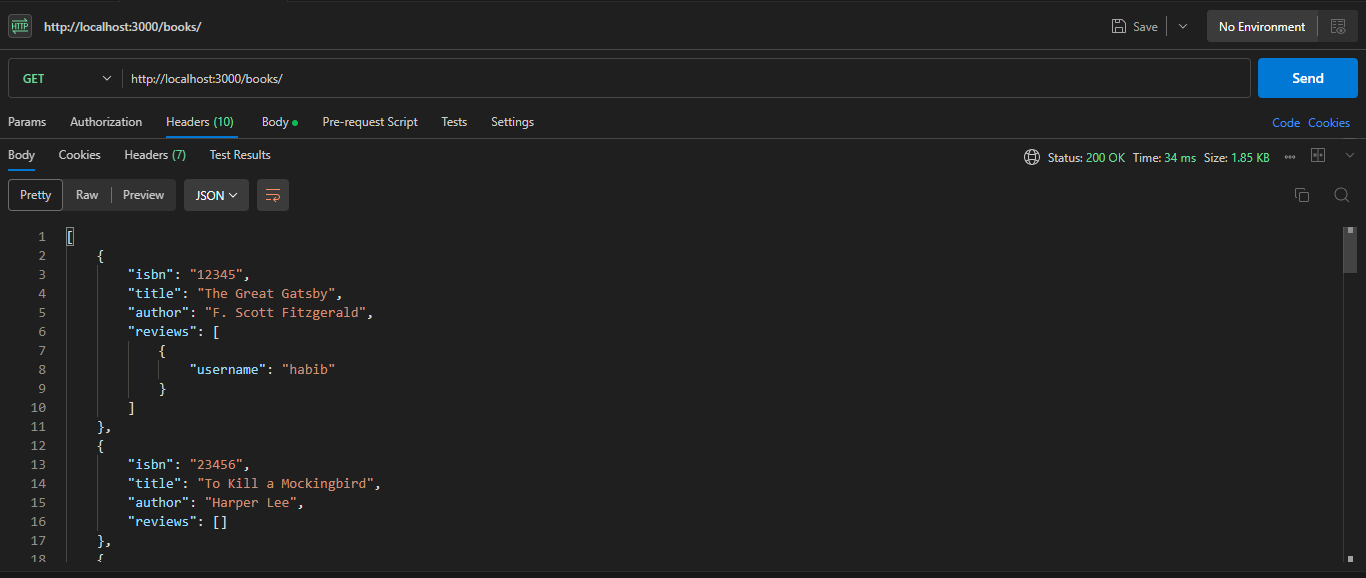 HTTP http://localhost:3000/books/ Save No Environment
GET http://localhost:3000/books/ Send
Params Authorization Headers (10) Body Pre-request Script Tests Settings Code Cookies
Body Cookies Headers (7) Test Results Status: 200 OK Time: 34 ms Size: 1.85 KB
Pretty Raw Preview JSON
1 [
2 {
3 "isbn": "12345",
4 "title": "The Great Gatsby",
5 "author": "F. Scott Fitzgerald",
6 "reviews": [
7 {
8 "username": "habib"
9 }
10 ]
11 },
12 {
13 "isbn": "23456",
14 "title": "To Kill a Mockingbird",
15 "author": "Harper Lee",
16 "reviews": []
17 },
18 {